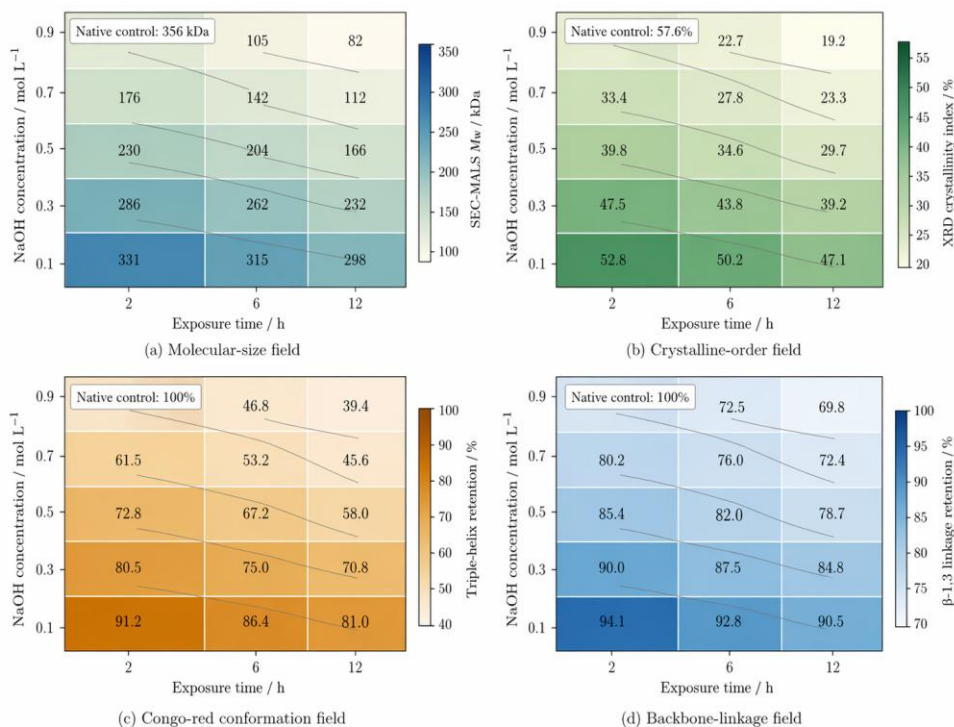 Native control: 356 kDa
0.9 105 82
0.7 176 142 112
0.5 230 204 166
0.3 286 262 232
0.1 331 315 298
2 6 12
NaOH concentration / mol L⁻¹
Exposure time / h
350
300
250
200
150
100
SEC-MALS Mw / kDa
(a) Molecular-size field
Native control: 57.6%
0.9 22.7 19.2
0.7 33.4 27.8 23.3
0.5 39.8 34.6 29.7
0.3 47.5 43.8 39.2
0.1 52.8 50.2 47.1
2 6 12
NaOH concentration / mol L⁻¹
Exposure time / h
55
50
45
40
35
30
25
20
XRD crystallinity index / %
(b) Crystalline-order field
Native control: 100%
0.9 46.8 39.4
0.7 61.5 53.2 45.6
0.5 72.8 67.2 58.0
0.3 80.5 75.0 70.8
0.1 91.2 86.4 81.0
2 6 12
NaOH concentration / mol L⁻¹
Exposure time / h
100
90
80
70
60
50
40
Triple-helix retention / %
(c) Congo-red conformation field
Native control: 100%
0.9 72.5 69.8
0.7 80.2 76.0 72.4
0.5 85.4 82.0 78.7
0.3 90.0 87.5 84.8
0.1 94.1 92.8 90.5
2 6 12
NaOH concentration / mol L⁻¹
Exposure time / h
100
95
90
85
80
75
70
β-1,3 linkage retention / %
(d) Backbone-linkage field